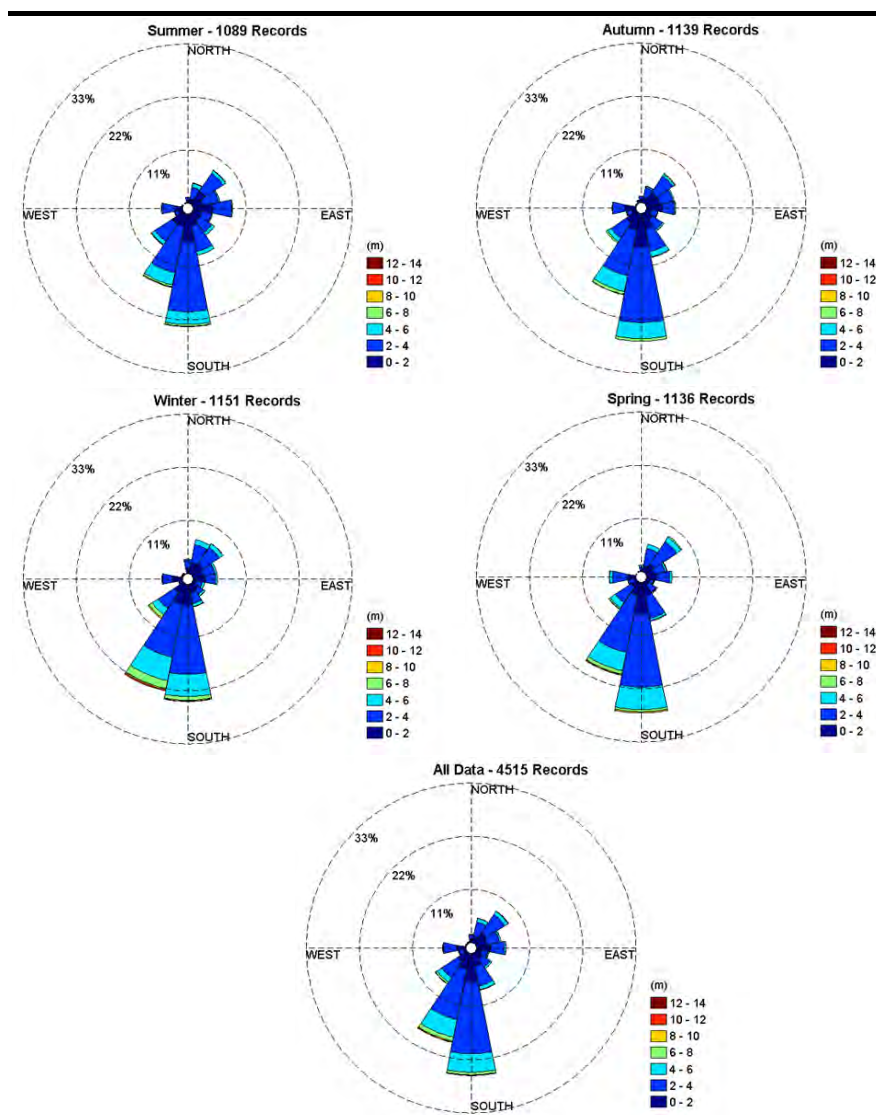 Summer - 1089 Records
NORTH
33%
22%
11%
WEST
EAST
SOUTH
(m)
12 - 14
10 - 12
8 - 10
6 - 8
4 - 6
2 - 4
0 - 2
Autumn - 1139 Records
NORTH
33%
22%
11%
WEST
EAST
SOUTH
(m)
12 - 14
10 - 12
8 - 10
6 - 8
4 - 6
2 - 4
0 - 2
Winter - 1151 Records
NORTH
33%
22%
11%
WEST
EAST
SOUTH
(m)
12 - 14
10 - 12
8 - 10
6 - 8
4 - 6
2 - 4
0 - 2
Spring - 1136 Records
NORTH
33%
22%
11%
WEST
EAST
SOUTH
(m)
12 - 14
10 - 12
8 - 10
6 - 8
4 - 6
2 - 4
0 - 2
All Data - 4515 Records
NORTH
33%
22%
11%
WEST
EAST
SOUTH
(m)
12 - 14
10 - 12
8 - 10
6 - 8
4 - 6
2 - 4
0 - 2